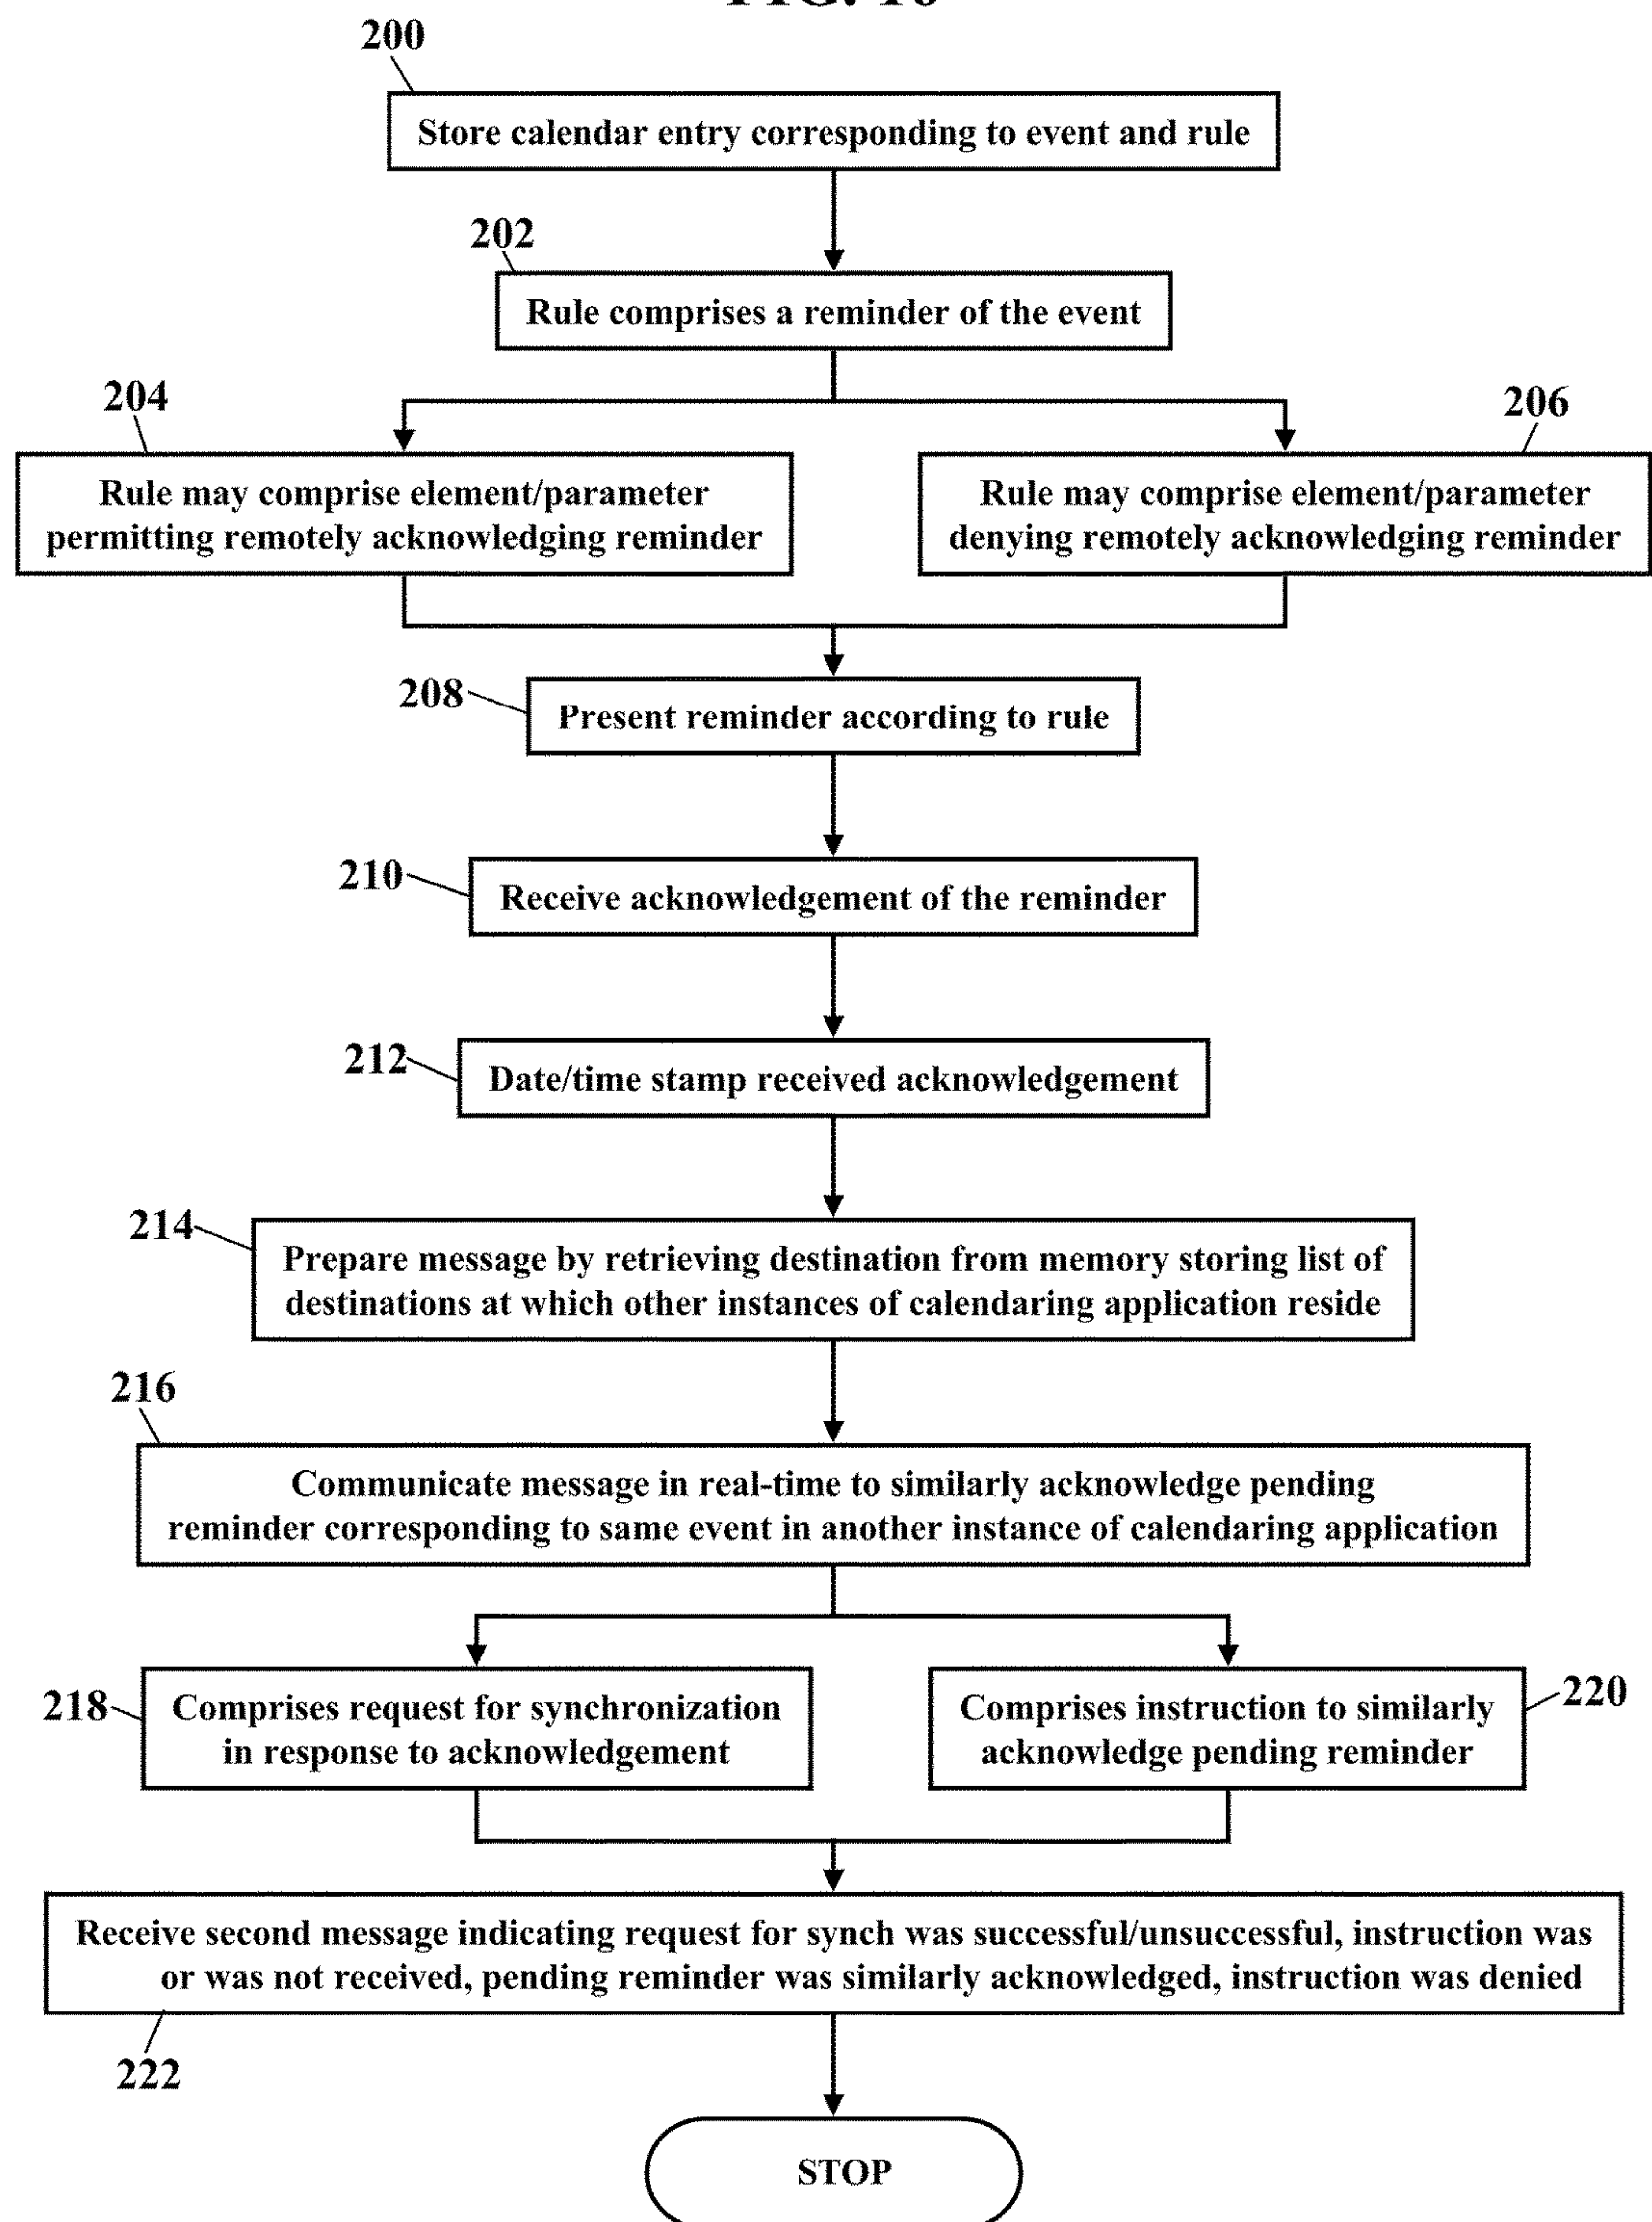 200
Store calendar entry corresponding to event and rule
202
Rule comprises a reminder of the event
204
206
Rule may comprise element/parameter
permitting remotely acknowledging reminder
Rule may comprise element/parameter
denying remotely acknowledging reminder
208
Present reminder according to rule
210
Receive acknowledgement of the reminder
212
Date/time stamp received acknowledgement
214
Prepare message by retrieving destination from memory storing list of
destinations at which other instances of calendaring application reside
216
Communicate message in real-time to similarly acknowledge pending
reminder corresponding to same event in another instance of calendaring application
218
Comprises request for synchronization
in response to acknowledgement
Comprises instruction to similarly
acknowledge pending reminder
220
Receive second message indicating request for synch was successful/unsuccessful, instruction was
or was not received, pending reminder was similarly acknowledged, instruction was denied
222
STOP